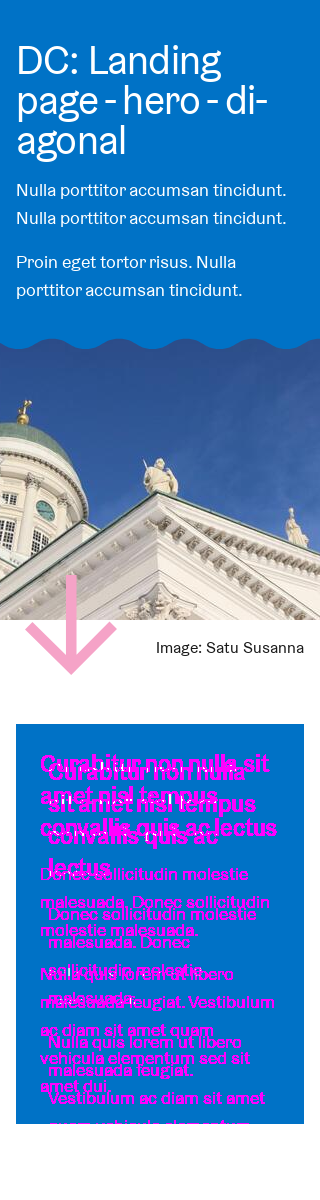 DC: Landing
page - hero - di-
agonal
Nulla porttitor accumsan tincidunt.
Nulla porttitor accumsan tincidunt.
Proin eget tortor risus. Nulla
porttitor accumsan tincidunt.
Image: Satu Susanna
Curabitur non nulla sit
amet nisl tempus
convallis quis ac lectus
Curabitur non nulla
sit amet nisl tempus
convallis quis ac
lectus
Donec sollicitudin molestie
malesuada. Donec sollicitudin
molestie malesuada.
Donec sollicitudin molestie
malesuada. Donec
sollicitudin molestie
malesuada.
Nulla quis lorem ut libero
malesuada feugiat. Vestibulum
ac diam sit amet quam
vehicula elementum sed sit
amet dui.
Nulla quis lorem ut libero
malesuada feugiat.
Vestibulum ac diam sit amet